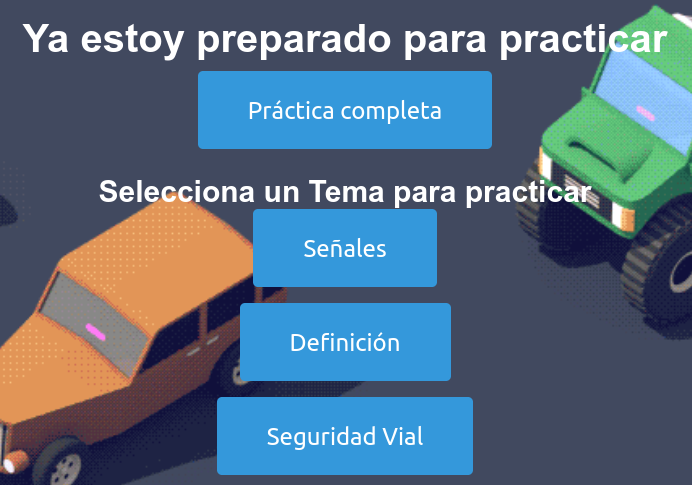 Ya estoy preparado para practicar
Práctica completa
Selecciona un Tema para practicar
Señales
Definición
Seguridad Vial